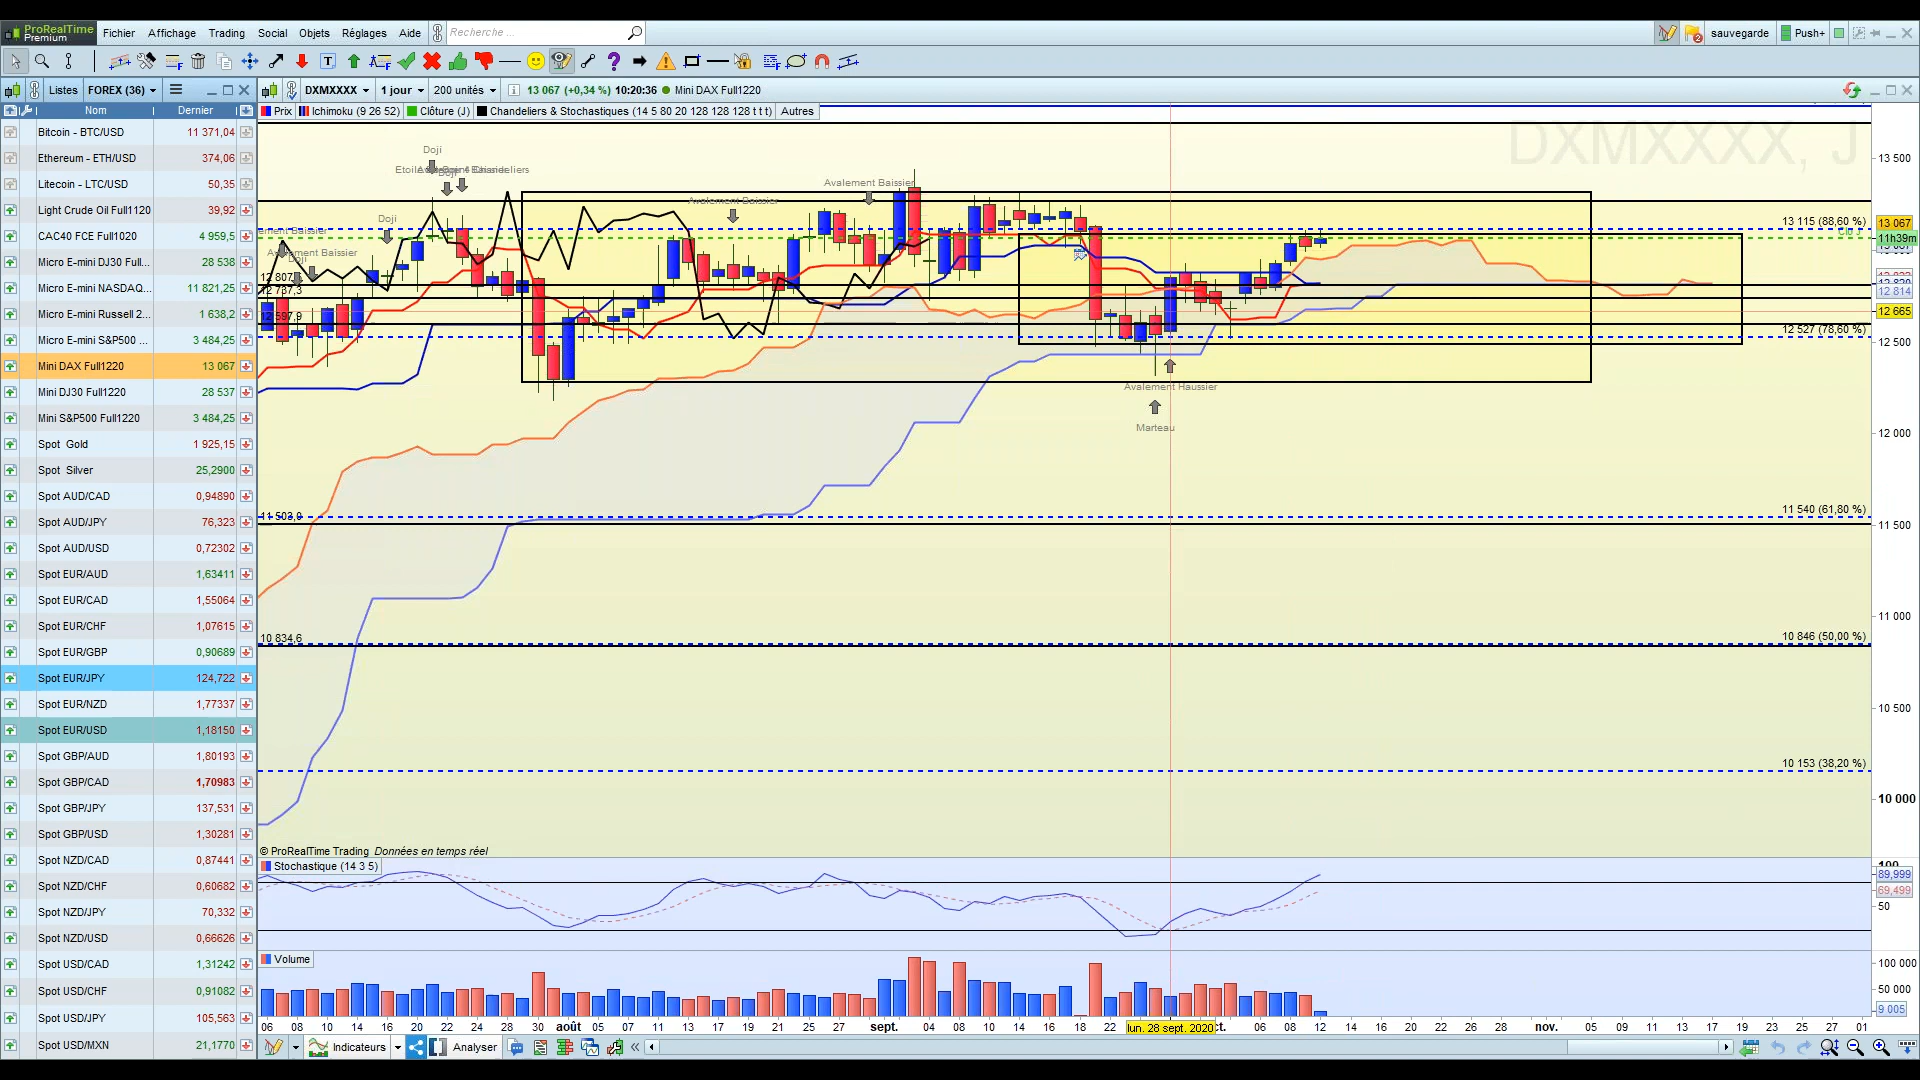 ProRealTime
Premium
Fichier Affichage Trading Social Objets Réglages Aide
Recherche ...
2 sauvegarde Push+
Listes FOREX (36)
DXMXXXX 1 jour 200 unités 13 067 (+0,34 %) 10:20:36 Mini DAX Full1220
Nom Dernier
Prix Ichimoku (9 26 52) Clôture (J) Chandeliers & Stochastiques (14 5 80 20 128 128 128 t t t) Autres
DXMXXXX, J
Bitcoin - BTC/USD 11 371,04
Ethereum - ETH/USD 374,06
Litecoin - LTC/USD 50,35
Light Crude Oil Full1120 39,92
CAC40 FCE Full1020 4 959,5
Micro E-mini DJ30 Full... 28 538
Micro E-mini NASDAQ... 11 821,25
Micro E-mini Russell 2... 1 638,2
Micro E-mini S&P500 ... 3 484,25
Mini DAX Full1220 13 067
Mini DJ30 Full1220 28 537
Mini S&P500 Full1220 3 484,25
Spot Gold 1 925,15
Spot Silver 25,2900
Spot AUD/CAD 0,94890
Spot AUD/JPY 76,323
Spot AUD/USD 0,72302
Spot EUR/AUD 1,63411
Spot EUR/CAD 1,55064
Spot EUR/CHF 1,07615
Spot EUR/GBP 0,90689
Spot EUR/JPY 124,722
Spot EUR/NZD 1,77337
Spot EUR/USD 1,18150
Spot GBP/AUD 1,80193
Spot GBP/CAD 1,70983
Spot GBP/JPY 137,531
Spot GBP/USD 1,30281
Spot NZD/CAD 0,87441
Spot NZD/CHF 0,60682
Spot NZD/JPY 70,332
Spot NZD/USD 0,66626
Spot USD/CAD 1,31242
Spot USD/CHF 0,91082
Spot USD/JPY 105,563
Spot USD/MXN 21,1770
Doji
Doji
Avalement Baissier
Avalement Baissier
Avalement Baissier
Doji
12 807,6
12 737,3
12 597,9
11 503,0
10 834,6
Avalement Haussier
Marteau
13 115 (88,60 %)
12 527 (78,60 %)
11 540 (61,80 %)
10 846 (50,00 %)
10 153 (38,20 %)
13 500
13 067
11h39m
12 814
12 665
12 500
12 000
11 500
11 000
10 500
10 000
© ProRealTime Trading Données en temps réel
Stochastique (14 3 5)
100
89,999
69,499
50
Volume
100 000
50 000
9 005
06 08 10 14 16 20 22 24 28 30 août 05 07 11 13 17 19 21 25 27 sept. 04 08 10 14 16 18 22 lun. 28 sept. 2020 06 08 12 14 16 20 22 26 28 nov. 05 09 11 13 17 19 23 25 27 01
Indicateurs Analyser